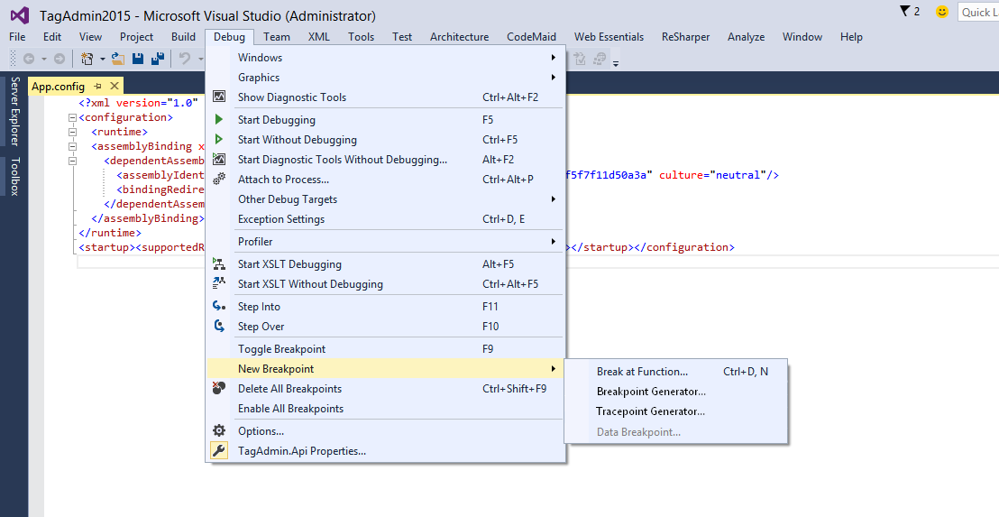 TagAdmin2015 - Microsoft Visual Studio (Administrator)
2
Quick L
File Edit View Project Build Debug Team XML Tools Test Architecture CodeMaid Web Essentials ReSharper Analyze Window Help
Server Explorer
Toolbox
App.config
<?xml version="1.0"
<configuration>
<runtime>
<assemblyBinding x
<dependentAssemb
<assemblyIdent
f5f7f11d50a3a" culture="neutral"/>
<bindingRedire
</dependentAssem
</assemblyBinding>
</runtime>
<startup><supportedR
></startup></configuration>
Windows
Graphics
Show Diagnostic Tools Ctrl+Alt+F2
Start Debugging F5
Start Without Debugging Ctrl+F5
Start Diagnostic Tools Without Debugging... Alt+F2
Attach to Process... Ctrl+Alt+P
Other Debug Targets
Exception Settings Ctrl+D, E
Profiler
Start XSLT Debugging Alt+F5
Start XSLT Without Debugging Ctrl+Alt+F5
Step Into F11
Step Over F10
Toggle Breakpoint F9
New Breakpoint
Delete All Breakpoints Ctrl+Shift+F9
Enable All Breakpoints
Options...
TagAdmin.Api Properties...
Break at Function... Ctrl+D, N
Breakpoint Generator...
Tracepoint Generator...
Data Breakpoint...